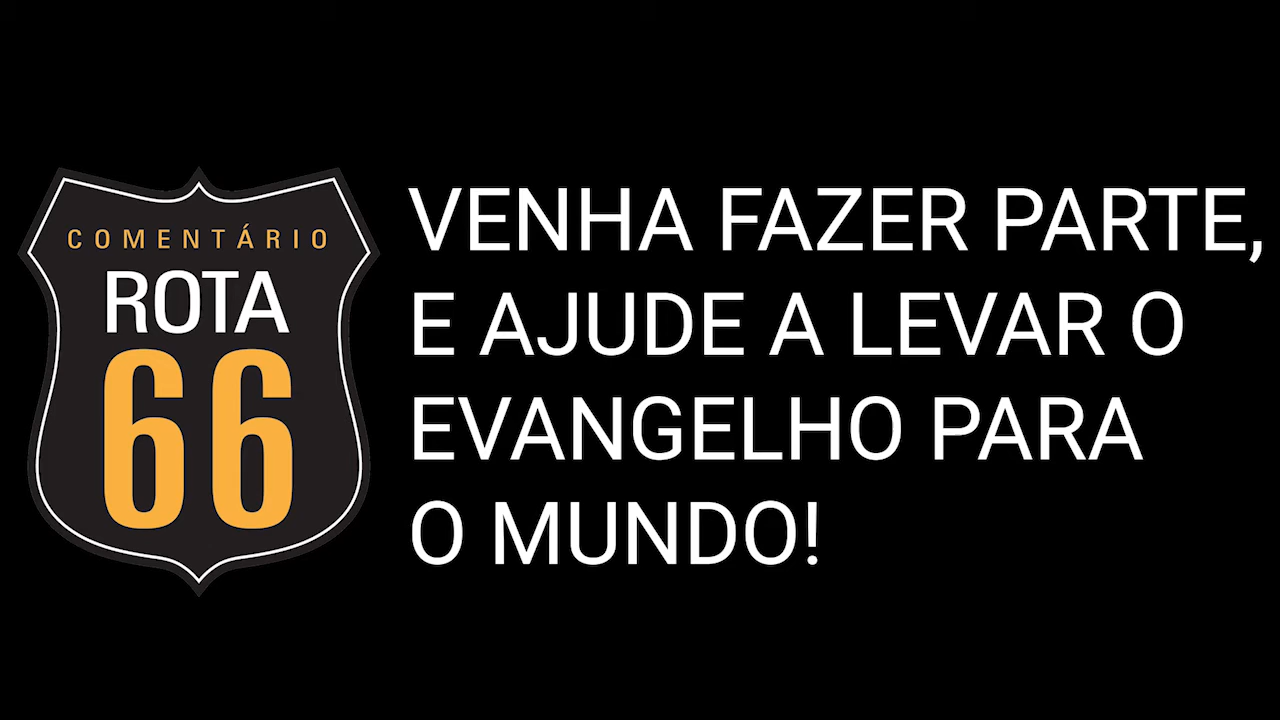 COMENTÁRIO
ROTA
66
VENHA FAZER PARTE,
E AJUDE A LEVAR O
EVANGELHO PARA
O MUNDO!